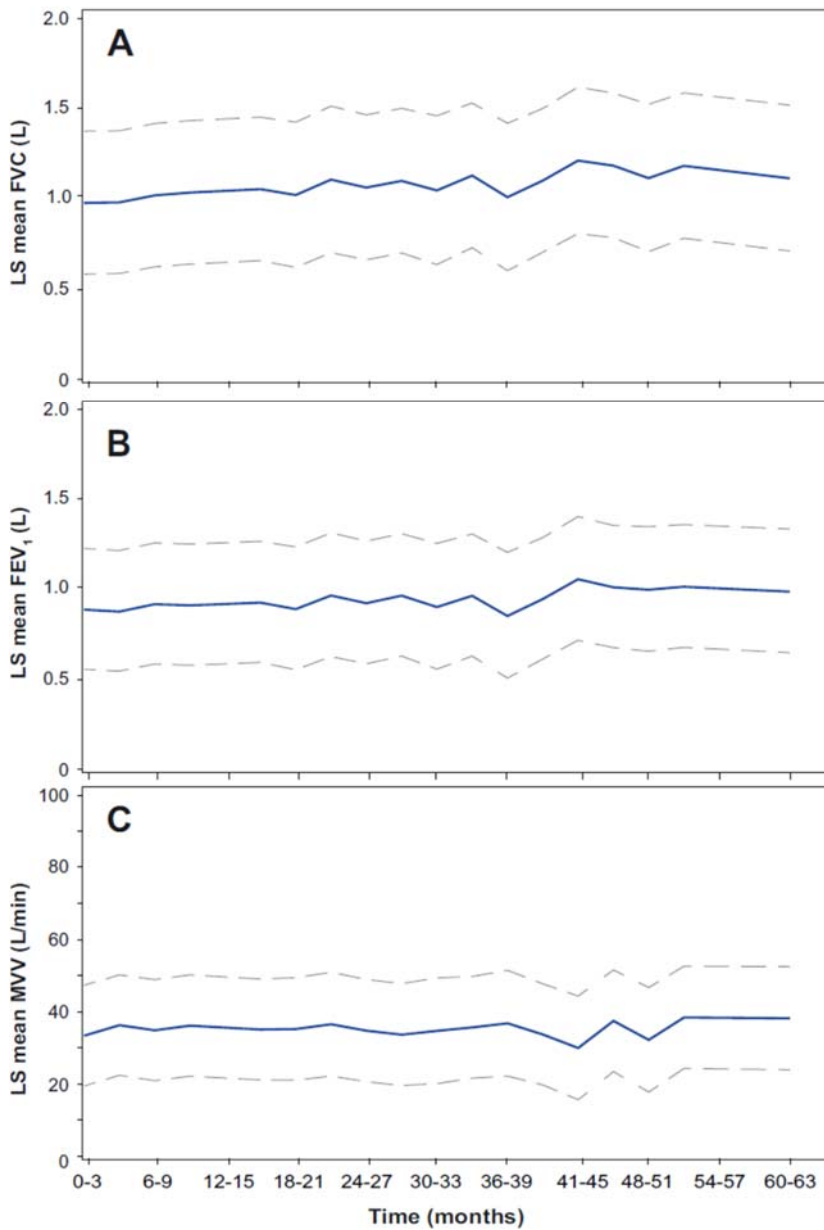 A
LS mean FVC (L)
2.0
1.5
1.0
0.5
0
B
LS mean FEV1 (L)
2.0
1.5
1.0
0.5
0
C
LS mean MVV (L/min)
100
80
60
40
20
0
0-3 6-9 12-15 18-21 24-27 30-33 36-39 41-45 48-51 54-57 60-63
Time (months)